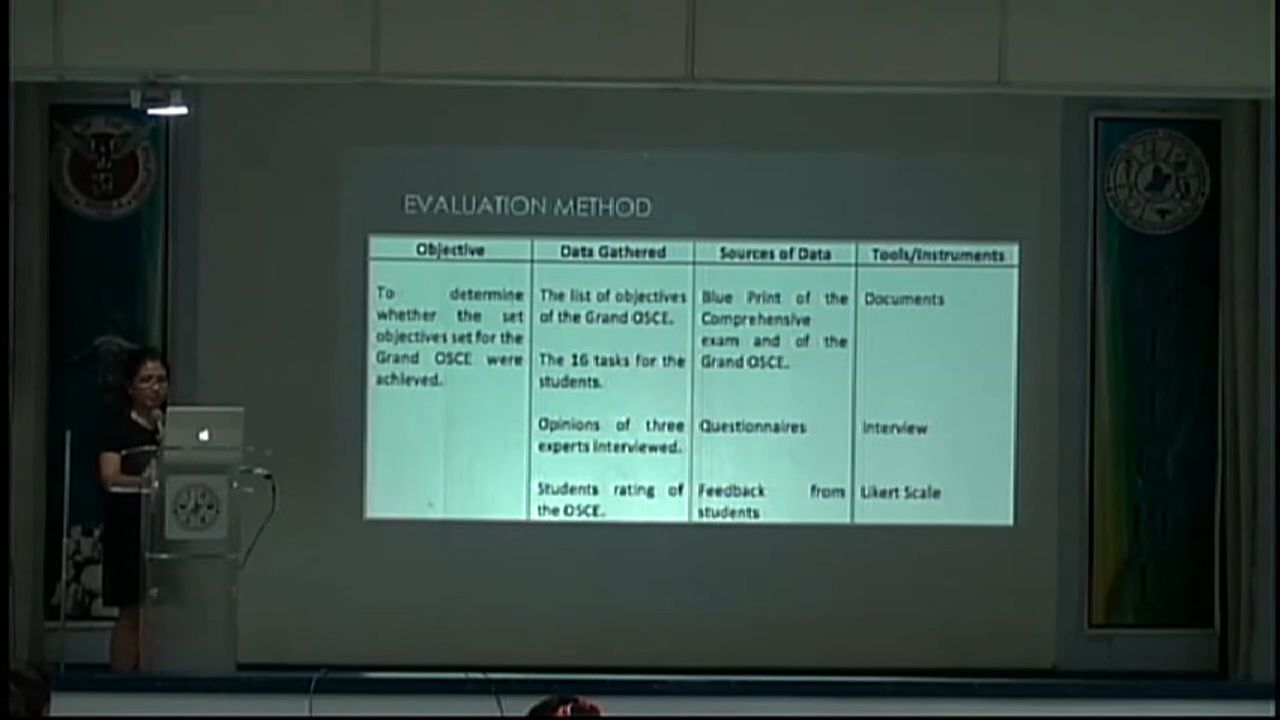 EVALUATION METHOD
Objective
Data Gathered
Sources of Data
Tools/Instruments
To determine
whether the set
objectives set for the
Grand OSCE were
achieved.
The list of objectives
of the Grand OSCE.
The 16 tasks for the
students.
Opinions of three
experts interviewed.
Students rating of
the OSCE.
Blue Print of the
Comprehensive
exam and of the
Grand OSCE.
Questionnaires
Feedback from
students
Documents
Interview
Likert Scale